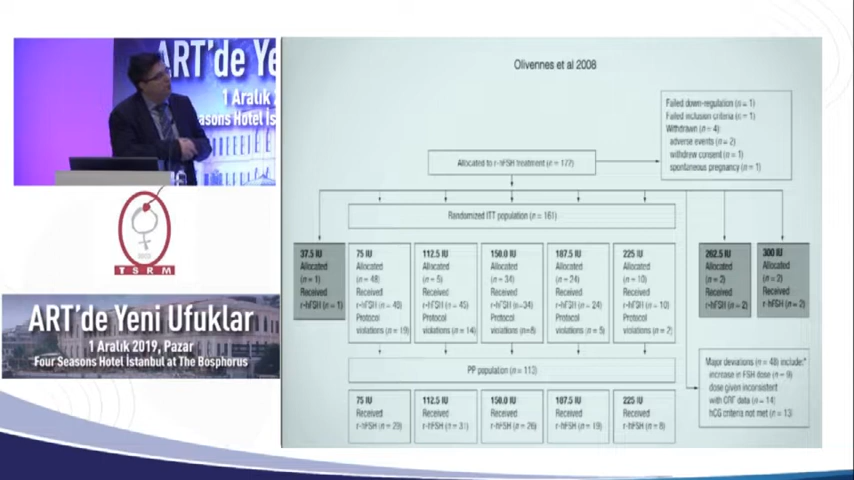 ART'de Ye
1 Aralık 2
asons Hotel İs
TSRM
ART'de Yeni Ufuklar
1 Aralık 2019, Pazar
Four Seasons Hotel İstanbul at The Bosphorus
Olivennes et al 2008
Failed down-regulation (n = 1)
Failed inclusion criteria (n = 1)
Withdrawn (n = 4):
adverse events (n = 2)
withdrew consent (n = 1)
spontaneous pregnancy (n = 1)
Allocated to r-hFSH treatment (n = 172)
Randomized ITT population (n = 161)
37.5 IU
Allocated
(n = 1)
Received
r-hFSH (n = 1)
75 IU
Allocated
(n = 48)
Received
r-hFSH (n = 48)
Protocol
violations (n = 19)
112.5 IU
Allocated
Received
r-hFSH (n = 45)
Protocol
violations (n = 14)
150.0 IU
Allocated
(n = 34)
Received
r-hFSH (n=34)
Protocol
violations (n=8)
187.5 IU
Allocated
(n = 24)
Received
r-hFSH (n = 24)
Protocol
violations (n = 5)
225 IU
Allocated
(n = 10)
Received
r-hFSH (n = 10)
Protocol
violations (n = 2)
262.5 IU
Allocated
(n = 2)
Received
r-hFSH (n = 2)
300 IU
Allocated
(n = 2)
Received
r-hFSH (n = 2)
PP population (n = 113)
75 IU
Received
r-hFSH (n = 29)
112.5 IU
Received
r-hFSH (n = 31)
150.0 IU
Received
r-hFSH (n = 26)
187.5 IU
Received
r-hFSH (n = 19)
225 IU
Received
r-hFSH (n = 8)
Major deviations (n = 48) include:*
increase in FSH dose (n = 9)
dose given inconsistent
with CRF data (n = 14)
hCG criteria not met (n = 13)